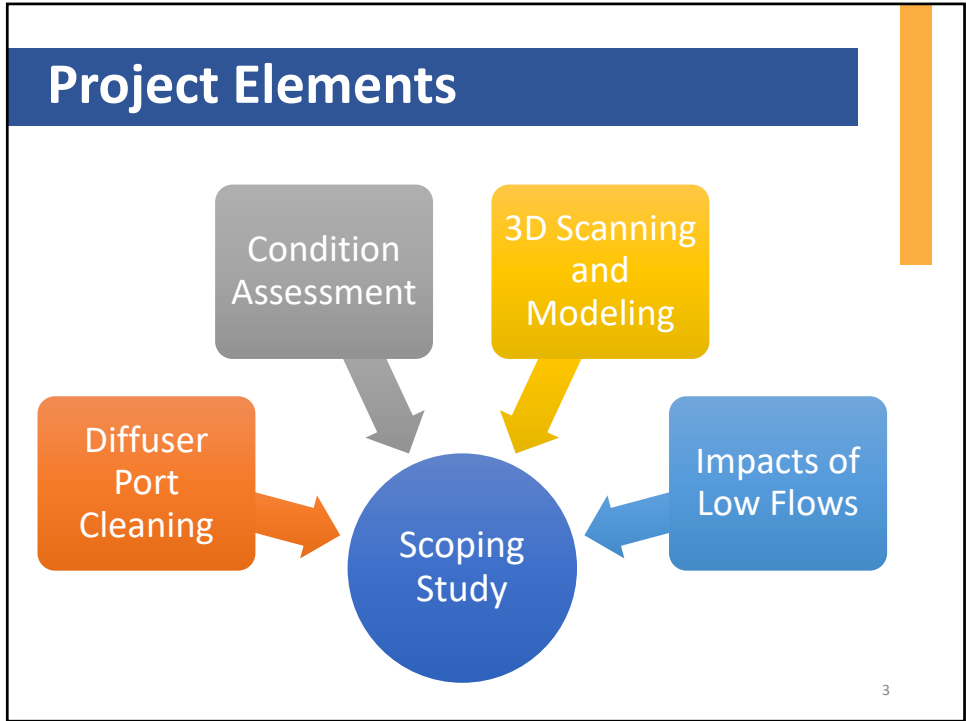 Project Elements
Condition
Assessment
3D Scanning
and
Modeling
Diffuser
Port
Cleaning
Impacts of
Low Flows
Scoping
Study
3